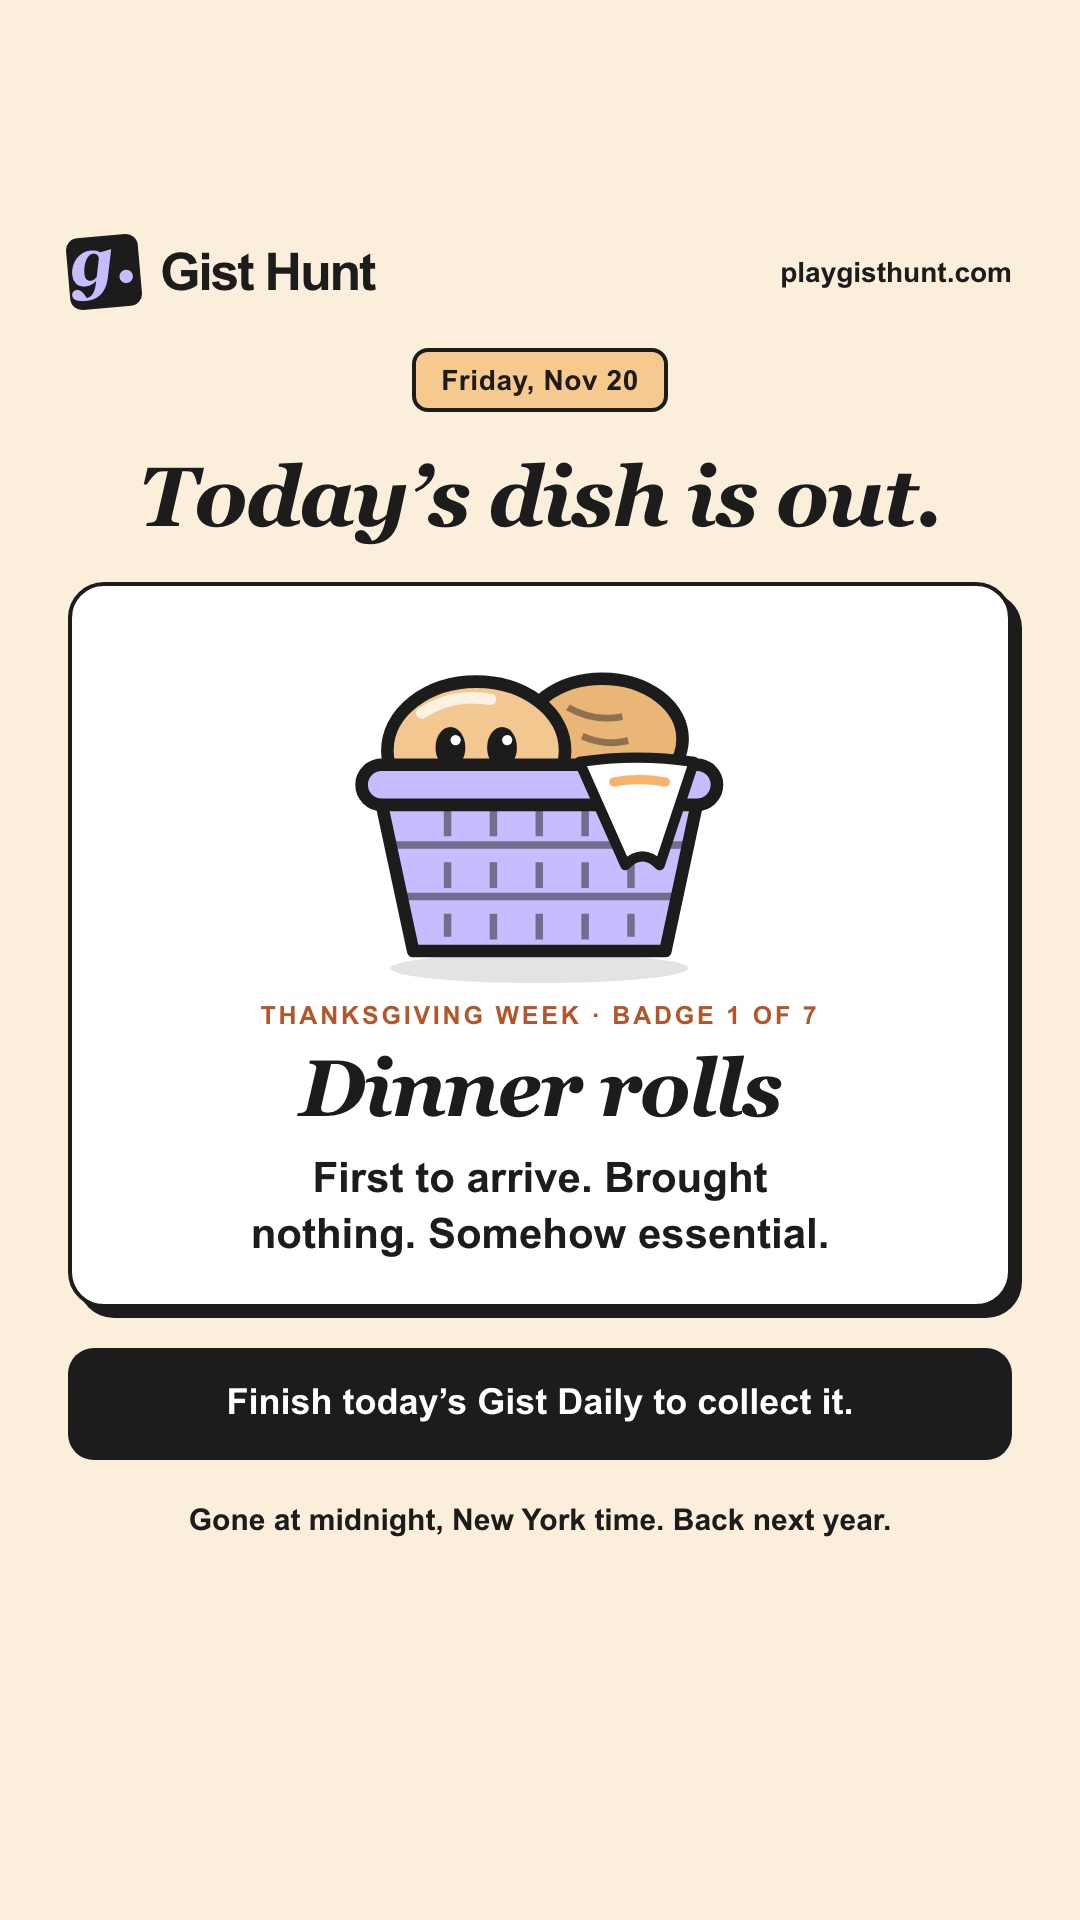 g. Gist Hunt
playgisthunt.com
Friday, Nov 20
Today’s dish is out.
THANKSGIVING WEEK · BADGE 1 OF 7
Dinner rolls
First to arrive. Brought
nothing. Somehow essential.
Finish today’s Gist Daily to collect it.
Gone at midnight, New York time. Back next year.